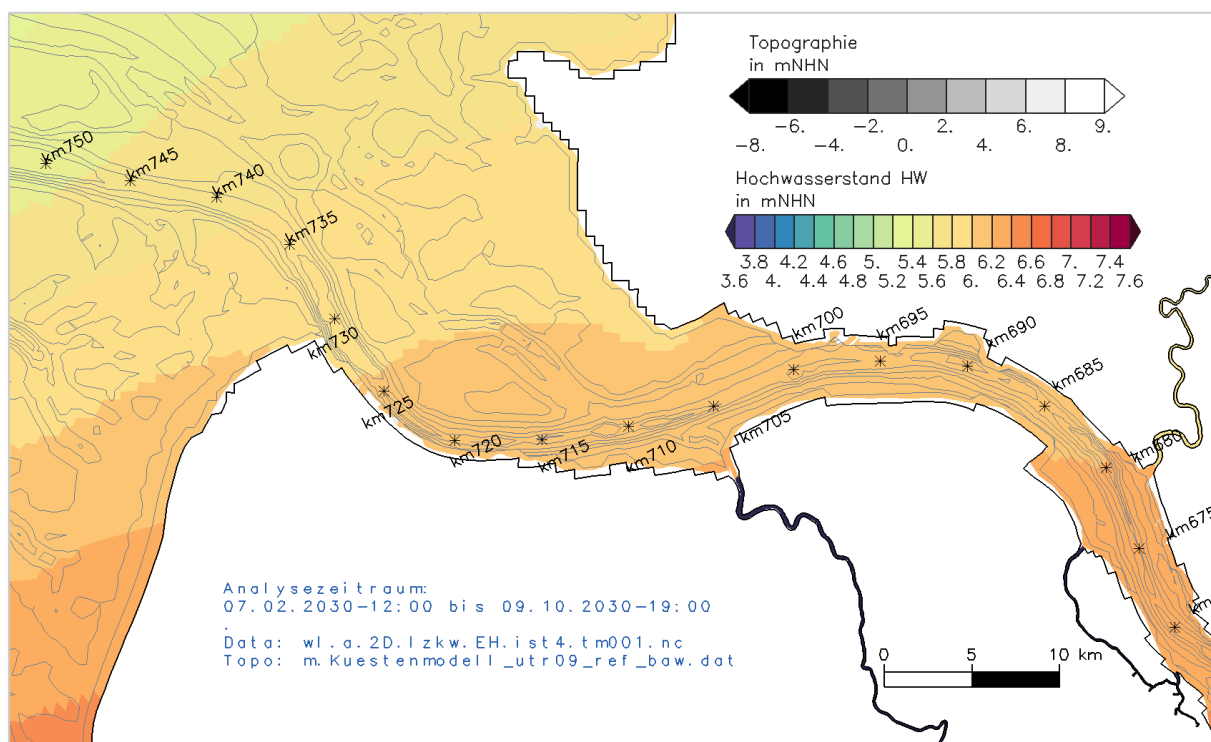 Topographie
in mNHN
-6. -2. 2. 6. 9.
-8. -4. 0. 4. 8.
Hochwasserstand HW
in mNHN
3.8 4.2 4.6 5. 5.4 5.8 6.2 6.6 7. 7.4
3.6 4. 4.4 4.8 5.2 5.6 6. 6.4 6.8 7.2 7.6
km750
km745
km740
km735
km730
km725
km720
km715
km710
km705
km700
km695
km690
km685
km680
km675
Analysezeitraum:
07.02.2030-12:00 bis 09.10.2030-19:00
.
Data: wl.a.2D.lzkw.EH.ist4.tm001.nc
Topo: m.Kuestenmodell_utr09_ref_baw.dat
0 5 10 km